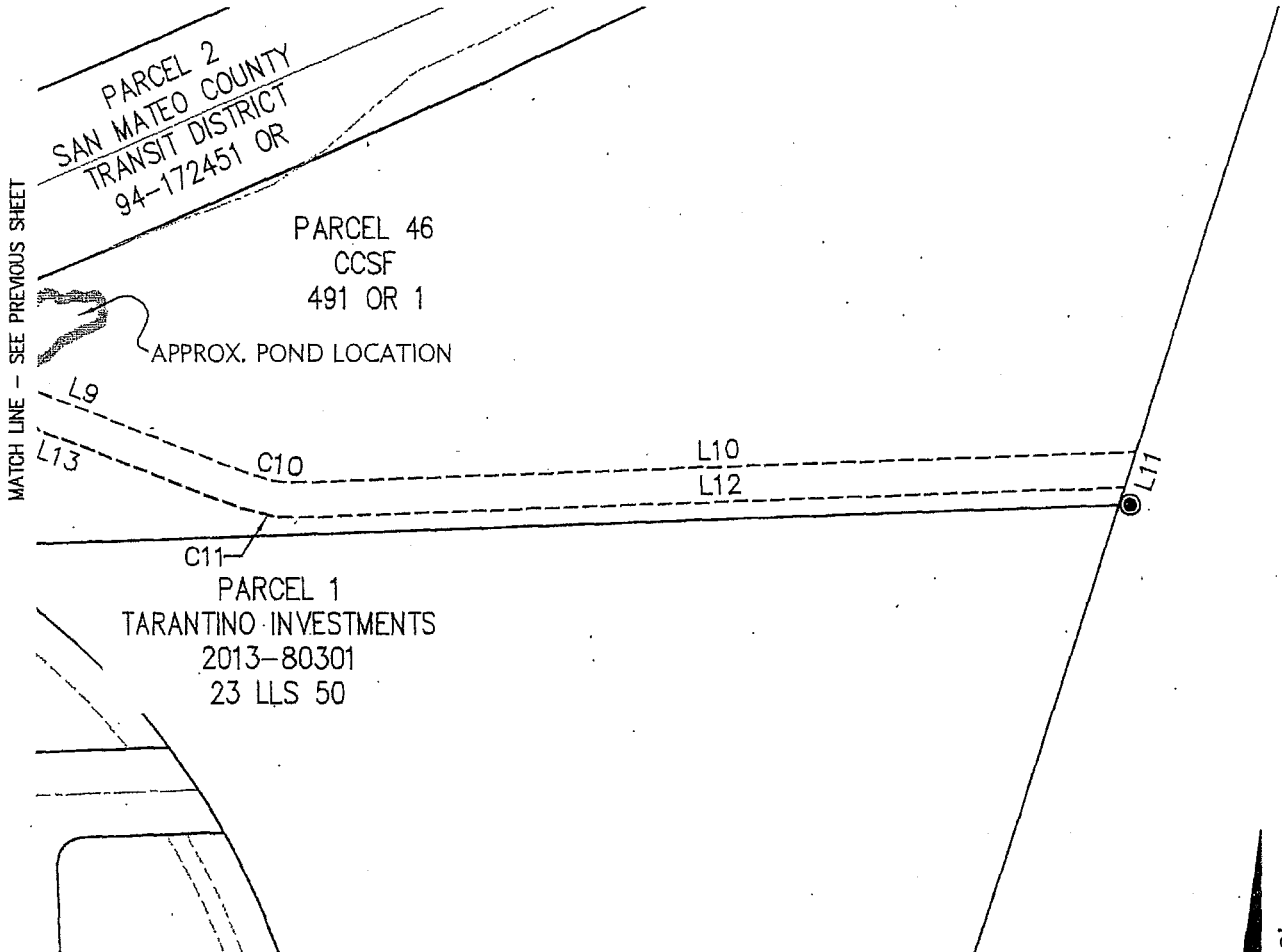 PARCEL 2
SAN MATEO COUNTY
TRANSIT DISTRICT
94-172451 OR
MATCH LINE - SEE PREVIOUS SHEET
PARCEL 46
CCSF
491 OR 1
APPROX. POND LOCATION
L9
L13
C10
L10
L12
L11
C11
PARCEL 1
TARANTINO INVESTMENTS
2013-80301
23 LLS 50